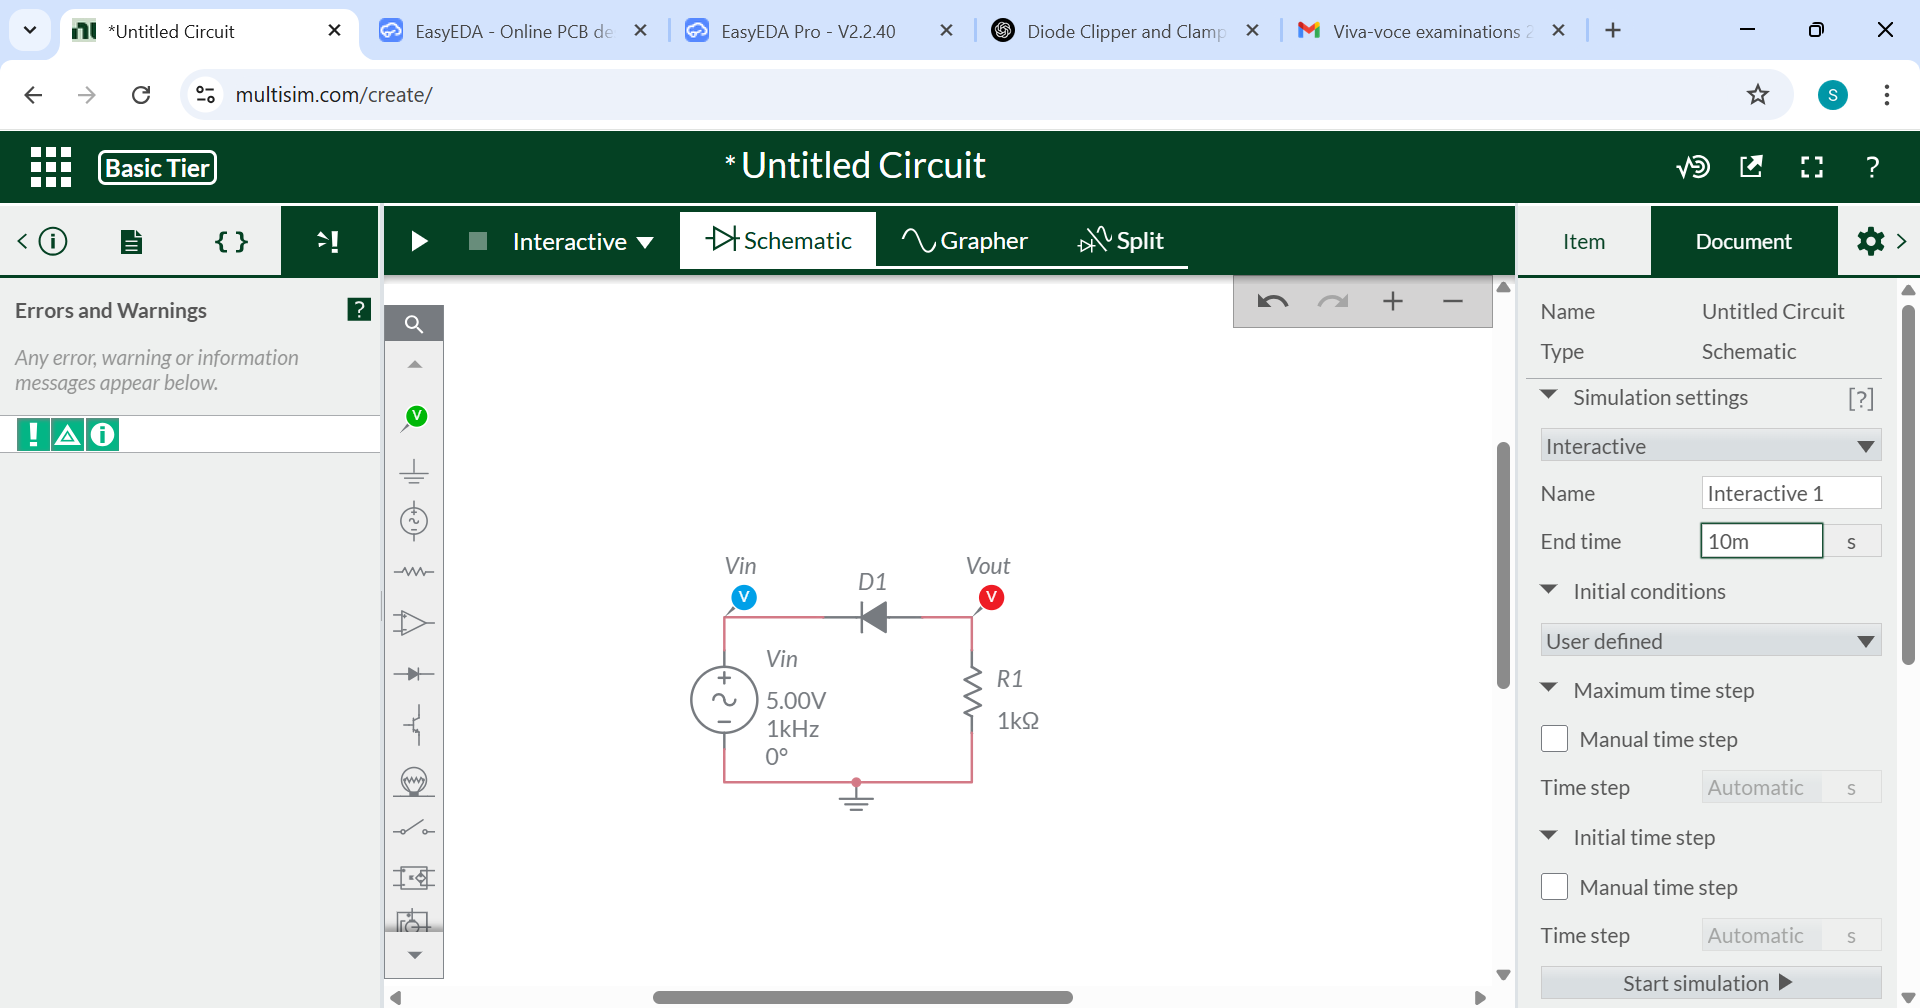 *Untitled Circuit
EasyEDA - Online PCB de
EasyEDA Pro - V2.2.40
Diode Clipper and Clamp
Viva-voce examinations 2
multisim.com/create/
S
Basic Tier
* Untitled Circuit
?
{ }
Interactive
Schematic
Grapher
Split
Item
Document
Errors and Warnings
?
Any error, warning or information
messages appear below.
V
Vin
V
D1
Vout
V
Vin
5.00V
1kHz
0°
R1
1kΩ
Name
Untitled Circuit
Type
Schematic
Simulation settings
[?]
Interactive
Name
Interactive 1
End time
10m
s
Initial conditions
User defined
Maximum time step
Manual time step
Time step
Automatic
s
Initial time step
Manual time step
Time step
Automatic
s
Start simulation